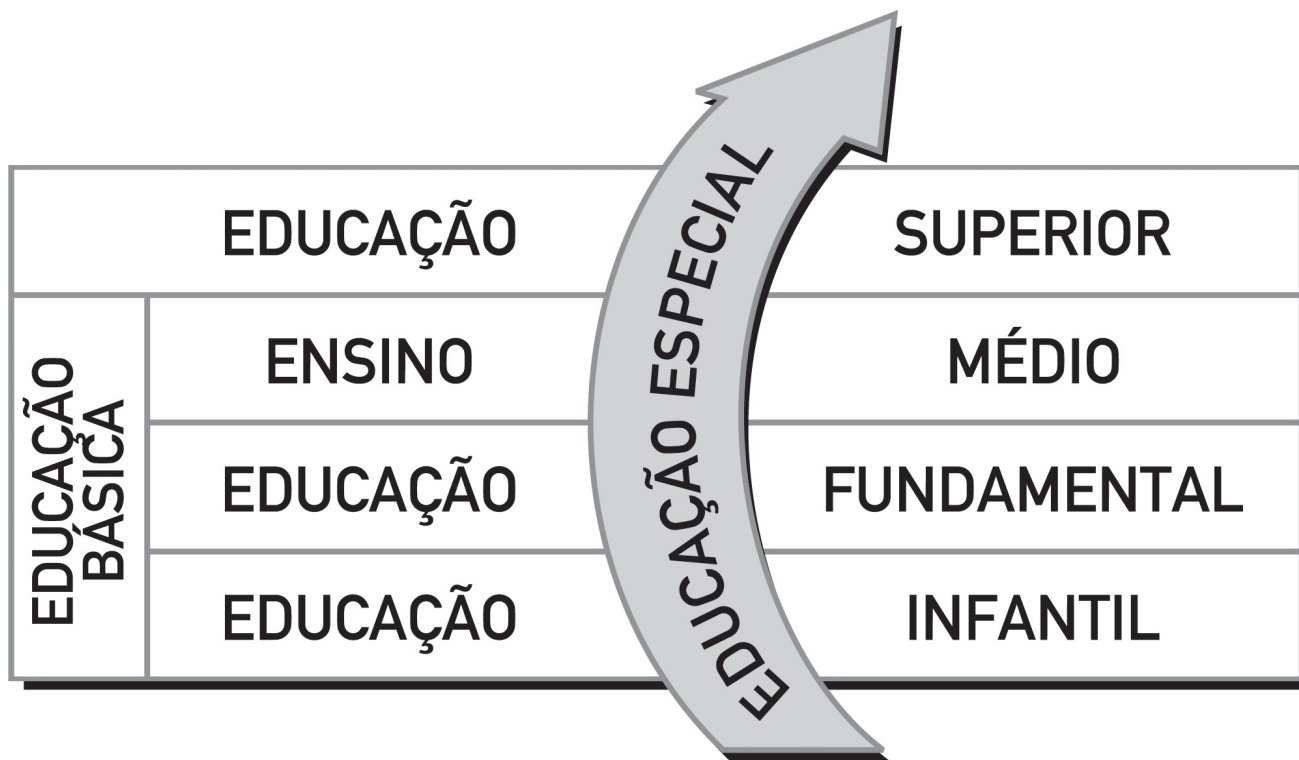 EDUCAÇÃO SUPERIOR
EDUCAÇÃO
BÁSICA
ENSINO MÉDIO
EDUCAÇÃO FUNDAMENTAL
EDUCAÇÃO INFANTIL
EDUCAÇÃO ESPECIAL